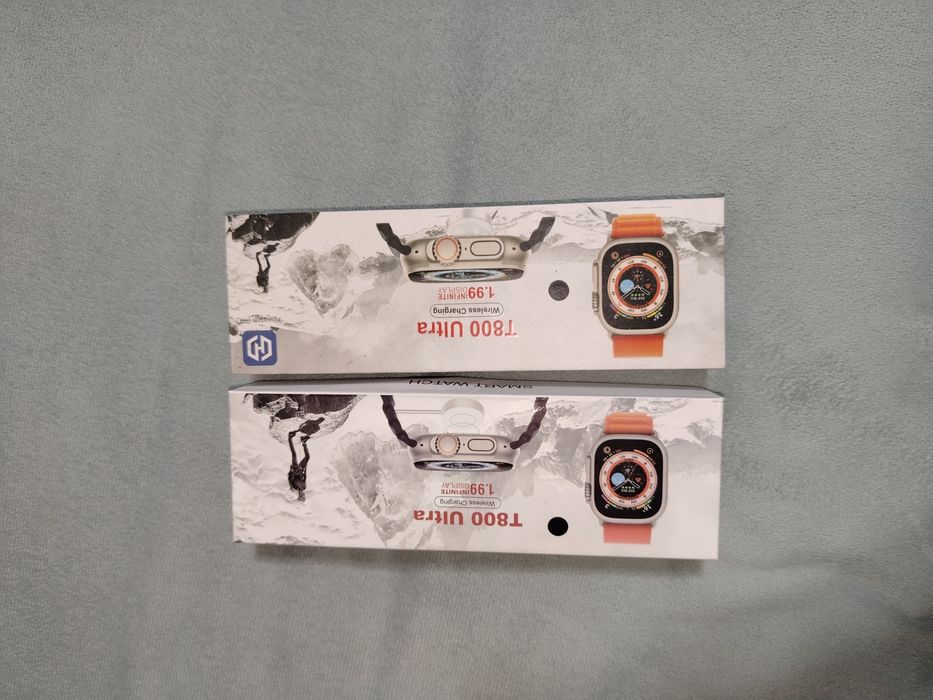 T800 Ultra
Wireless Charging
1.99 INFINITE
DISPLAY
SMART WATCH
T800 Ultra
Wireless Charging
1.99 INFINITE
DISPLAY